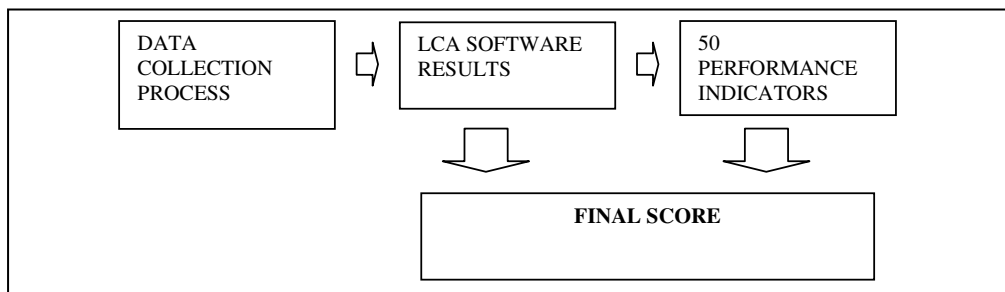 DATA
COLLECTION
PROCESS
LCA SOFTWARE
RESULTS
50
PERFORMANCE
INDICATORS
FINAL SCORE